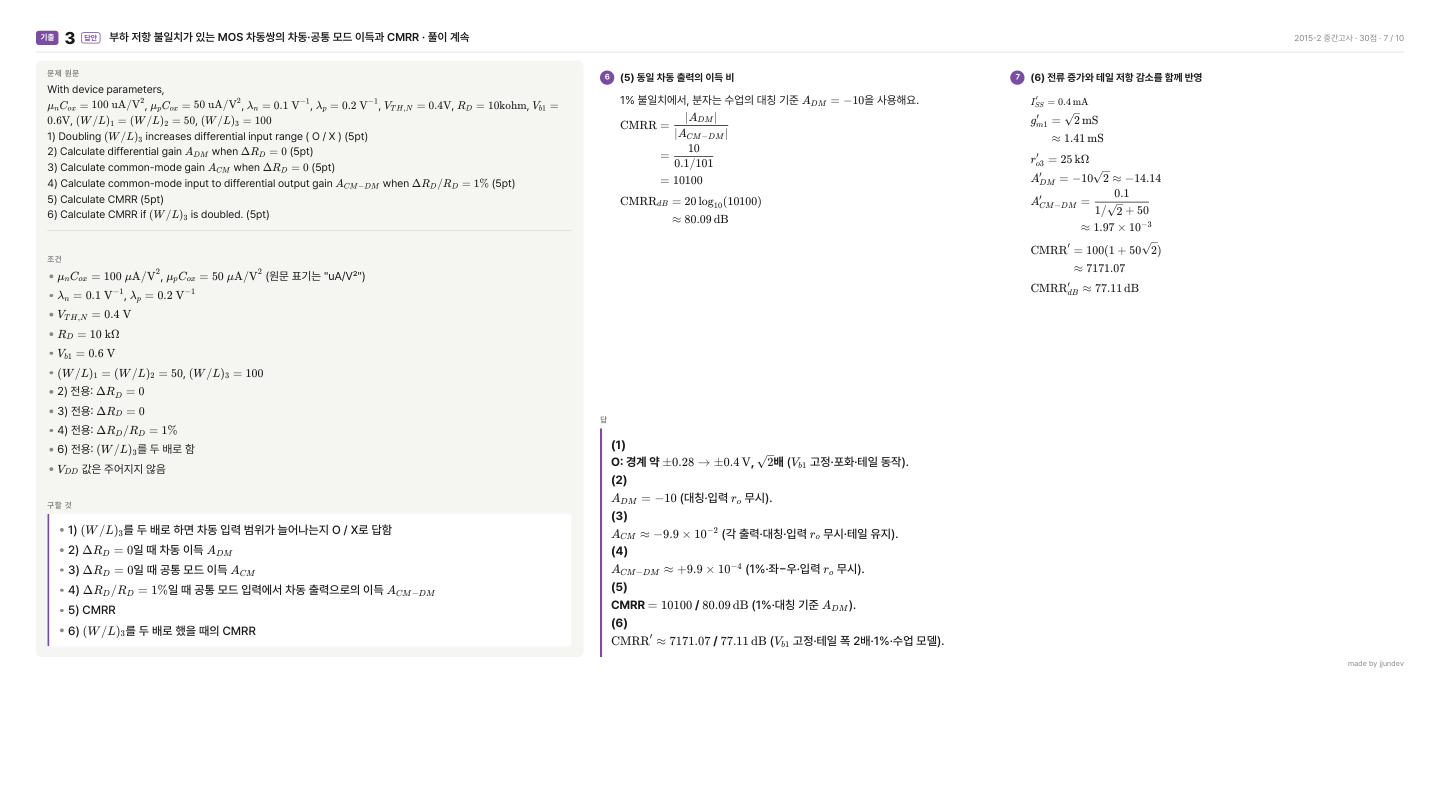 기출 3 답안 부하 저항 불일치가 있는 MOS 차동쌍의 차동·공통 모드 이득과 CMRR · 풀이 계속
2015-2 중간고사 · 30점 · 7 / 10
문제 원문
With device parameters,
μnCox = 100 uA/V², μpCox = 50 uA/V², λn = 0.1 V⁻¹, λp = 0.2 V⁻¹, VTH,N = 0.4V, RD = 10kohm, Vb1 =
0.6V, (W/L)1 = (W/L)2 = 50, (W/L)3 = 100
1) Doubling (W/L)3 increases differential input range ( O / X ) (5pt)
2) Calculate differential gain ADM when ΔRD = 0 (5pt)
3) Calculate common-mode gain ACM when ΔRD = 0 (5pt)
4) Calculate common-mode input to differential output gain ACM−DM when ΔRD/RD = 1% (5pt)
5) Calculate CMRR (5pt)
6) Calculate CMRR if (W/L)3 is doubled. (5pt)
조건
• μnCox = 100 μA/V², μpCox = 50 μA/V² (원문 표기는 "uA/V²")
• λn = 0.1 V⁻¹, λp = 0.2 V⁻¹
• VTH,N = 0.4 V
• RD = 10 kΩ
• Vb1 = 0.6 V
• (W/L)1 = (W/L)2 = 50, (W/L)3 = 100
• 2) 전용: ΔRD = 0
• 3) 전용: ΔRD = 0
• 4) 전용: ΔRD/RD = 1%
• 6) 전용: (W/L)3를 두 배로 함
• VDD 값은 주어지지 않음
구할 것
• 1) (W/L)3를 두 배로 하면 차동 입력 범위가 늘어나는지 O / X로 답함
• 2) ΔRD = 0일 때 차동 이득 ADM
• 3) ΔRD = 0일 때 공통 모드 이득 ACM
• 4) ΔRD/RD = 1%일 때 공통 모드 입력에서 차동 출력으로의 이득 ACM−DM
• 5) CMRR
• 6) (W/L)3를 두 배로 했을 때의 CMRR
6 (5) 동일 차동 출력의 이득 비
1% 불일치에서, 분자는 수업의 대칭 기준 ADM = −10을 사용해요.
CMRR = |ADM| / |ACM−DM|
= 10 / 0.1/101
= 10100
CMRRdB = 20 log10(10100)
≈ 80.09 dB
7 (6) 전류 증가와 테일 저항 감소를 함께 반영
I′SS = 0.4 mA
g′m1 = √2 mS
≈ 1.41 mS
r′o3 = 25 kΩ
A′DM = −10√2 ≈ −14.14
A′CM−DM = 0.1 / 1/√2 + 50
≈ 1.97 × 10⁻³
CMRR′ = 100(1 + 50√2)
≈ 7171.07
CMRR′dB ≈ 77.11 dB
답
(1)
O: 경계 약 ±0.28 → ±0.4 V, √2배 (Vb1 고정·포화·테일 동작).
(2)
ADM = −10 (대칭·입력 ro 무시).
(3)
ACM ≈ −9.9 × 10⁻² (각 출력·대칭·입력 ro 무시·테일 유지).
(4)
ACM−DM ≈ +9.9 × 10⁻⁴ (1%·좌−우·입력 ro 무시).
(5)
CMRR = 10100 / 80.09 dB (1%·대칭 기준 ADM).
(6)
CMRR′ ≈ 7171.07 / 77.11 dB (Vb1 고정·테일 폭 2배·1%·수업 모델).
made by jjundev